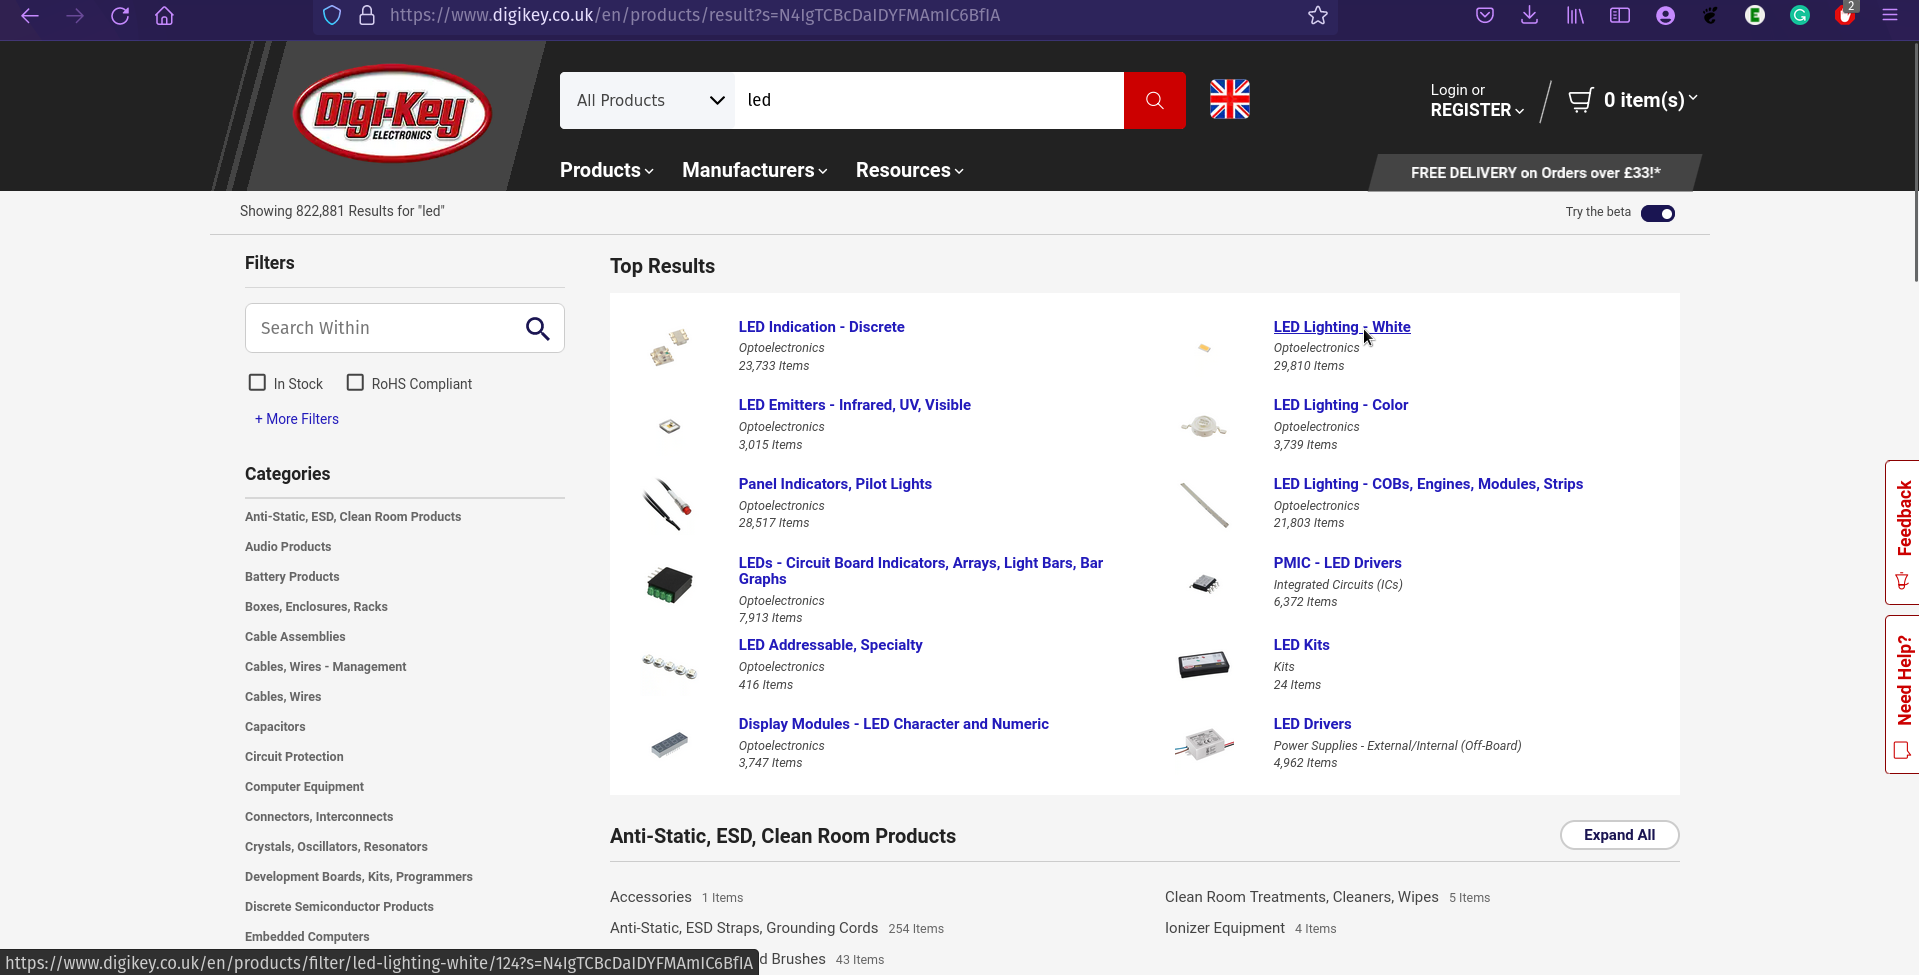 https://www.digikey.co.uk/en/products/result?s=N4IgTCBcDaIDYFMAmIC6BfIA
2
Digi-Key
ELECTRONICS
All Products
led
Login or
REGISTER
0 item(s)
Products
Manufacturers
Resources
FREE DELIVERY on Orders over £33!*
Showing 822,881 Results for "led"
Try the beta
Filters
Search Within
In Stock
RoHS Compliant
+ More Filters
Categories
Anti-Static, ESD, Clean Room Products
Audio Products
Battery Products
Boxes, Enclosures, Racks
Cable Assemblies
Cables, Wires - Management
Cables, Wires
Capacitors
Circuit Protection
Computer Equipment
Connectors, Interconnects
Crystals, Oscillators, Resonators
Development Boards, Kits, Programmers
Discrete Semiconductor Products
Embedded Computers
Top Results
LED Indication - Discrete
Optoelectronics
23,733 Items
LED Lighting - White
Optoelectronics
29,810 Items
LED Emitters - Infrared, UV, Visible
Optoelectronics
3,015 Items
LED Lighting - Color
Optoelectronics
3,739 Items
Panel Indicators, Pilot Lights
Optoelectronics
28,517 Items
LED Lighting - COBs, Engines, Modules, Strips
Optoelectronics
21,803 Items
LEDs - Circuit Board Indicators, Arrays, Light Bars, Bar
Graphs
Optoelectronics
7,913 Items
PMIC - LED Drivers
Integrated Circuits (ICs)
6,372 Items
LED Addressable, Specialty
Optoelectronics
416 Items
LED Kits
Kits
24 Items
Display Modules - LED Character and Numeric
Optoelectronics
3,747 Items
LED Drivers
Power Supplies - External/Internal (Off-Board)
4,962 Items
Anti-Static, ESD, Clean Room Products
Expand All
Accessories 1 Items
Clean Room Treatments, Cleaners, Wipes 5 Items
Anti-Static, ESD Straps, Grounding Cords 254 Items
Ionizer Equipment 4 Items
d Brushes 43 Items
Feedback
Need Help?
https://www.digikey.co.uk/en/products/filter/led-lighting-white/124?s=N4IgTCBcDaIDYFMAmIC6BfIA